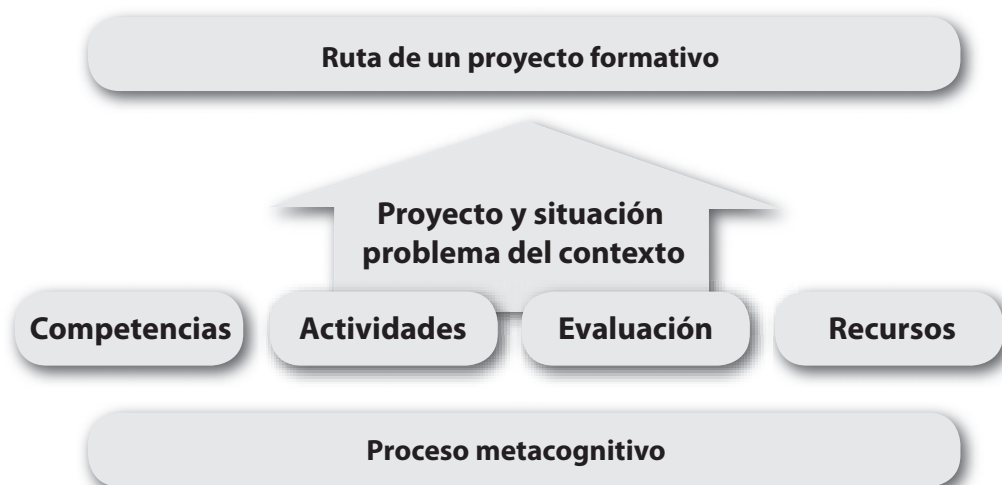 Ruta de un proyecto formativo
Proyecto y situación
problema del contexto
Competencias
Actividades
Evaluación
Recursos
Proceso metacognitivo